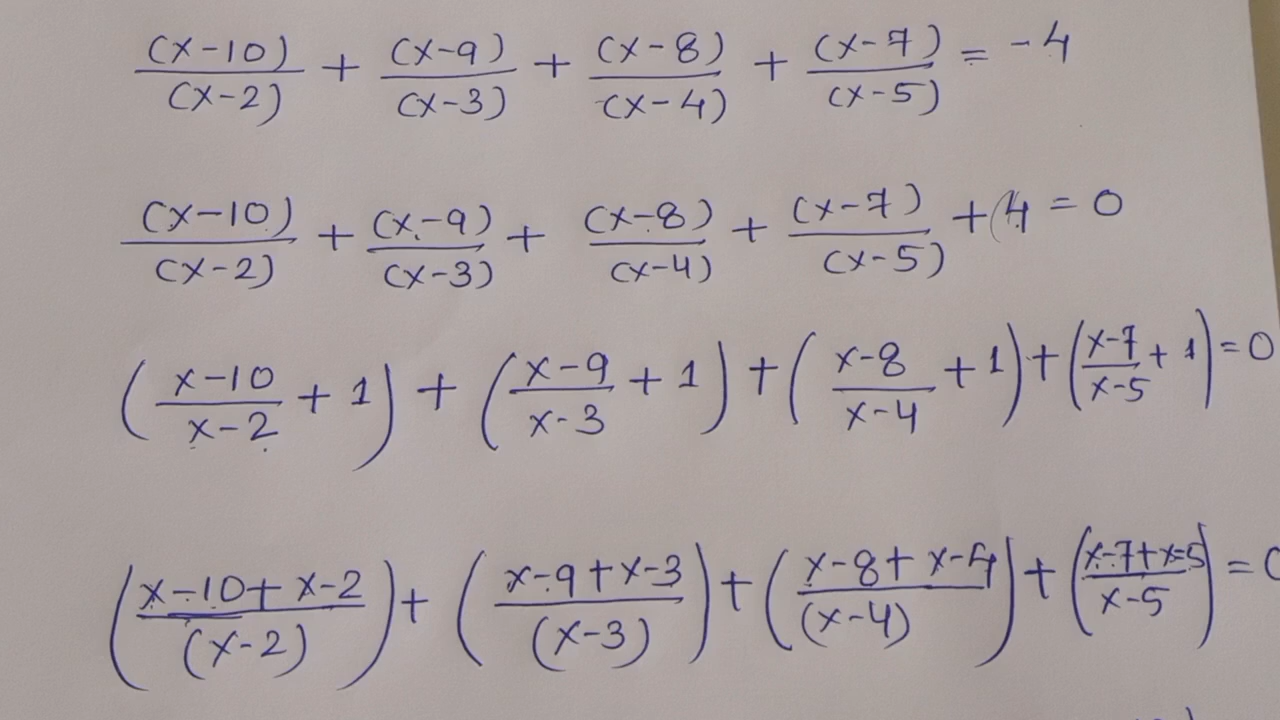 (x-10)/(x-2) + (x-9)/(x-3) + (x-8)/(x-4) + (x-7)/(x-5) = -4
(x-10)/(x-2) + (x-9)/(x-3) + (x-8)/(x-4) + (x-7)/(x-5) + 4 = 0
(x-10/x-2 + 1) + (x-9/x-3 + 1) + (x-8/x-4 + 1) + (x-7/x-5 + 1) = 0
(x-10+x-2/(x-2)) + (x-9+x-3/(x-3)) + (x-8+x-4/(x-4)) + (x-7+x-5/x-5) = 0